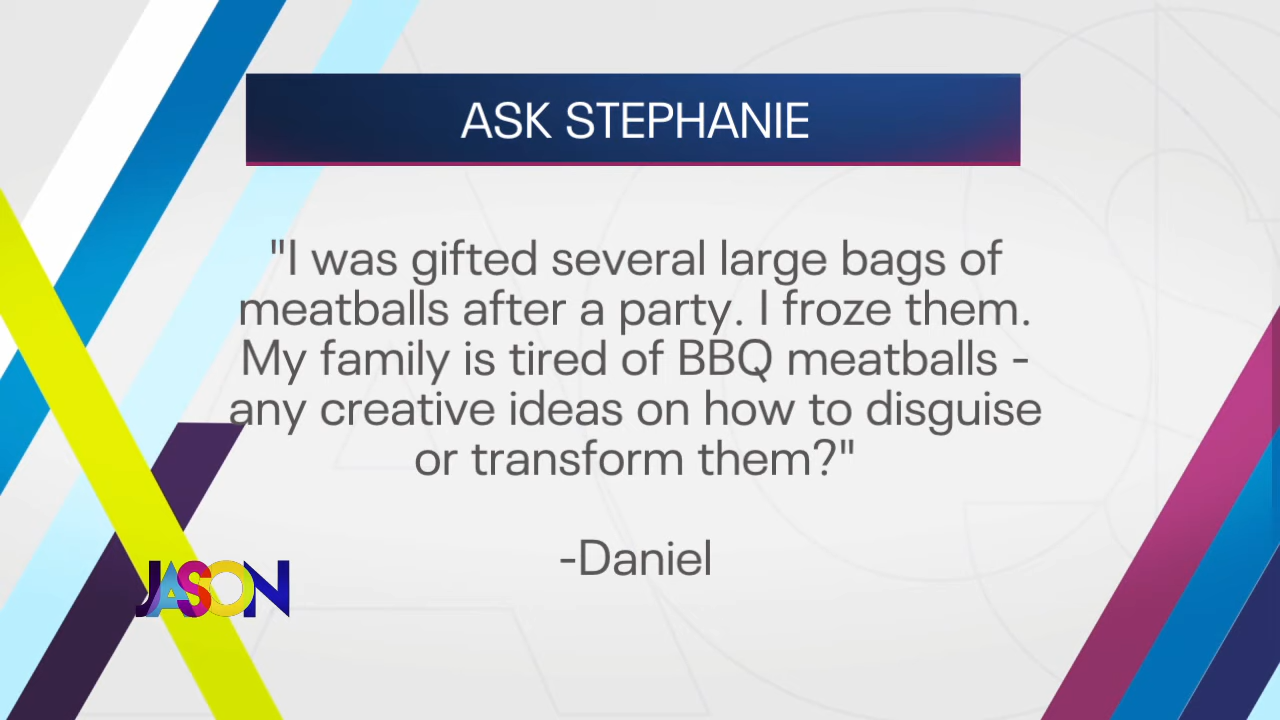 ASK STEPHANIE
"I was gifted several large bags of
meatballs after a party. I froze them.
My family is tired of BBQ meatballs -
any creative ideas on how to disguise
or transform them?"
-Daniel
JASON